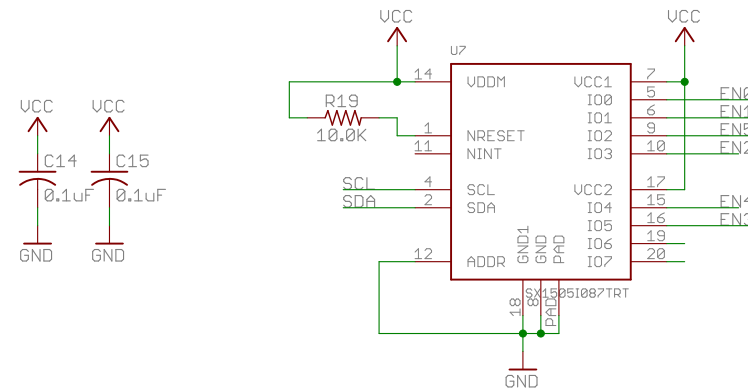 VCC
VCC
U7
14
VDDM
VCC1
7
IO0
5
EN0
R19
10.0K
IO1
6
EN1
1
NRESET
IO2
9
EN5
11
NINT
IO3
10
EN2
VCC
VCC
C14
C15
0.1uF
0.1uF
GND
GND
SCL
4
SCL
VCC2
17
SDA
2
SDA
IO4
15
EN4
IO5
16
EN3
IO6
19
12
ADDR
GND1
GND
PAD
IO7
20
SX1505I087TRT
18
8
PAD
GND